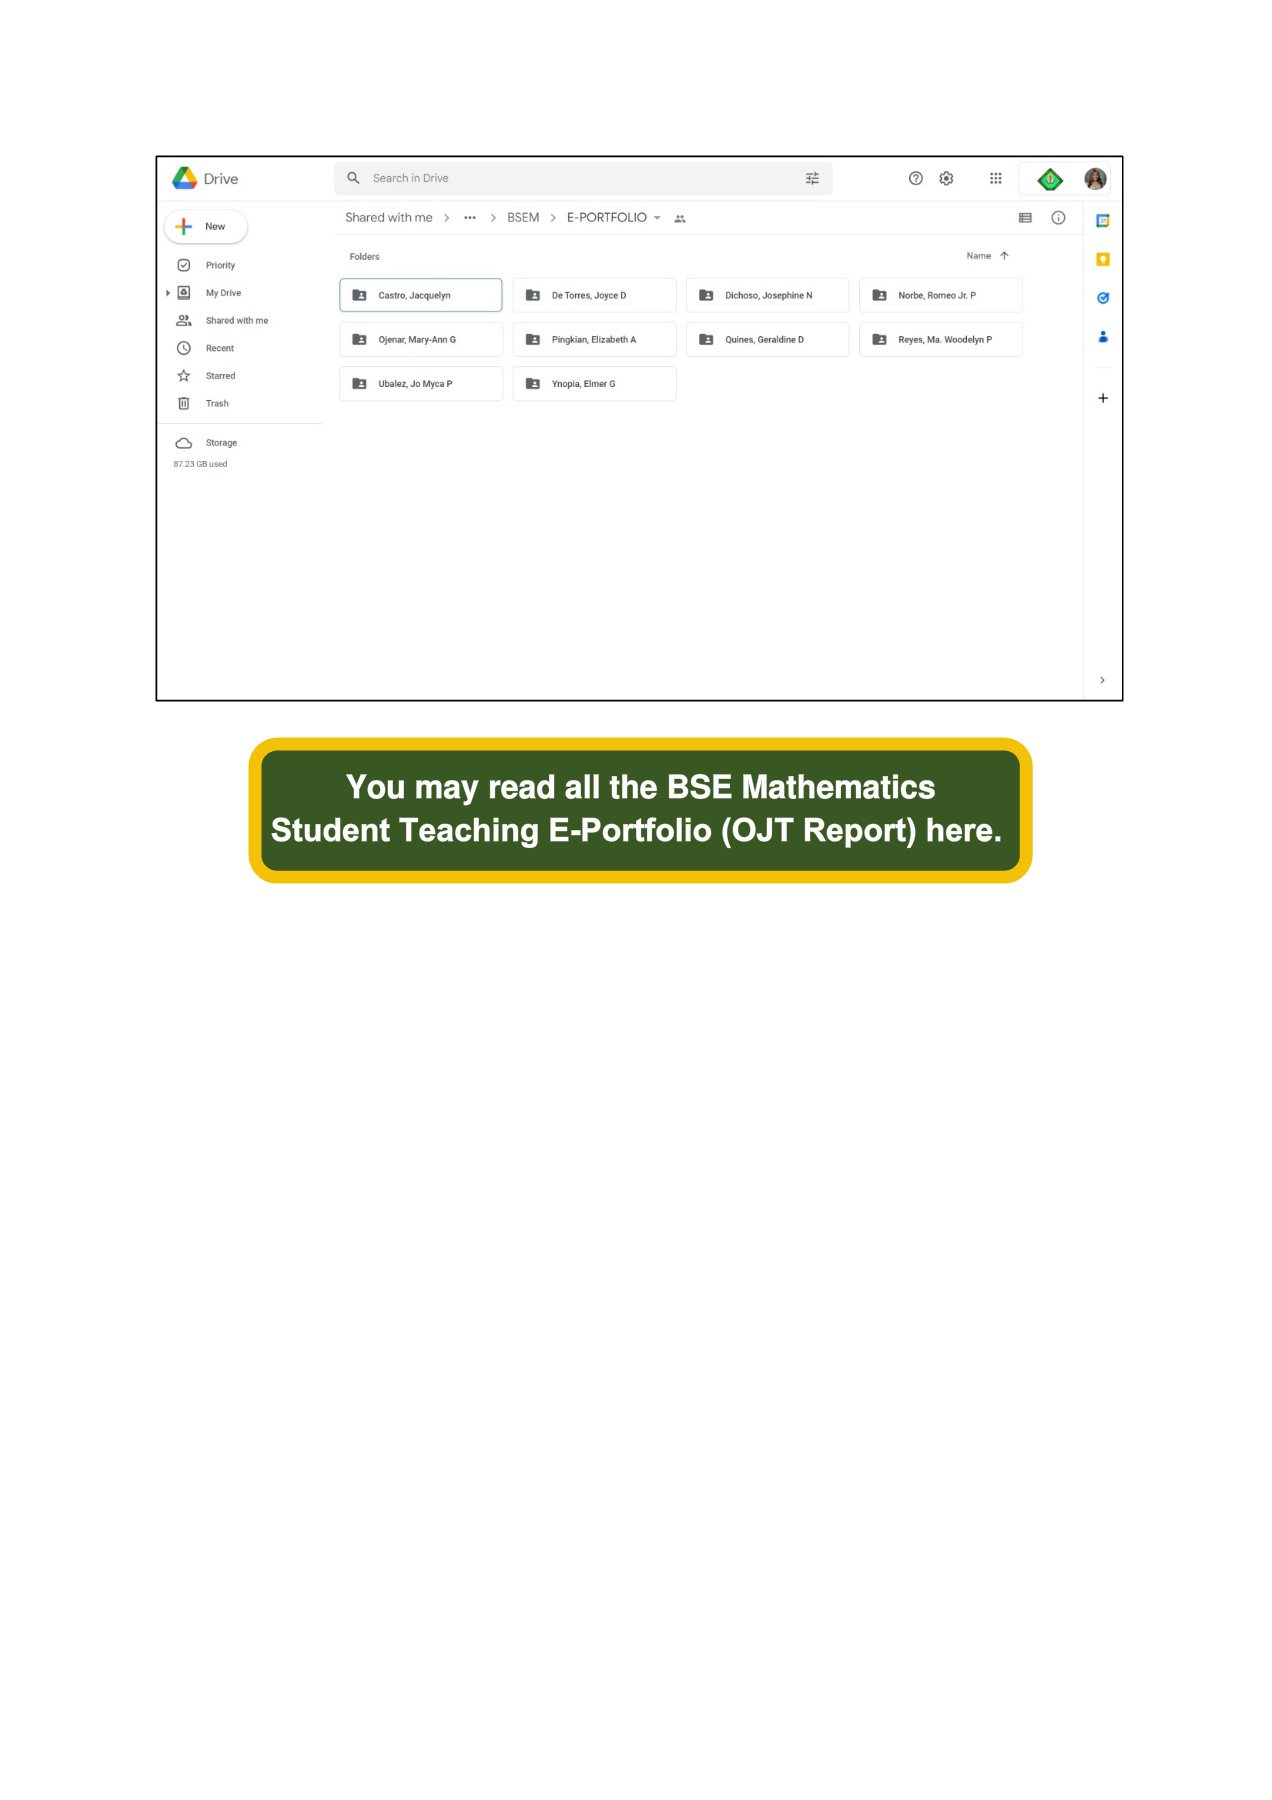 Drive
Search in Drive
New
Shared with me > ••• > BSEM > E-PORTFOLIO
Priority
My Drive
Shared with me
Recent
Starred
Trash
Storage
87.23 GB used
Folders
Name
Castro, Jacquelyn
De Torres, Joyce D
Dichoso, Josephine N
Norbe, Romeo Jr. P
Ojenar, Mary-Ann G
Pingkian, Elizabeth A
Quines, Geraldine D
Reyes, Ma. Woodelyn P
Ubalez, Jo Myca P
Ynopia, Elmer G
You may read all the BSE Mathematics
Student Teaching E-Portfolio (OJT Report) here.